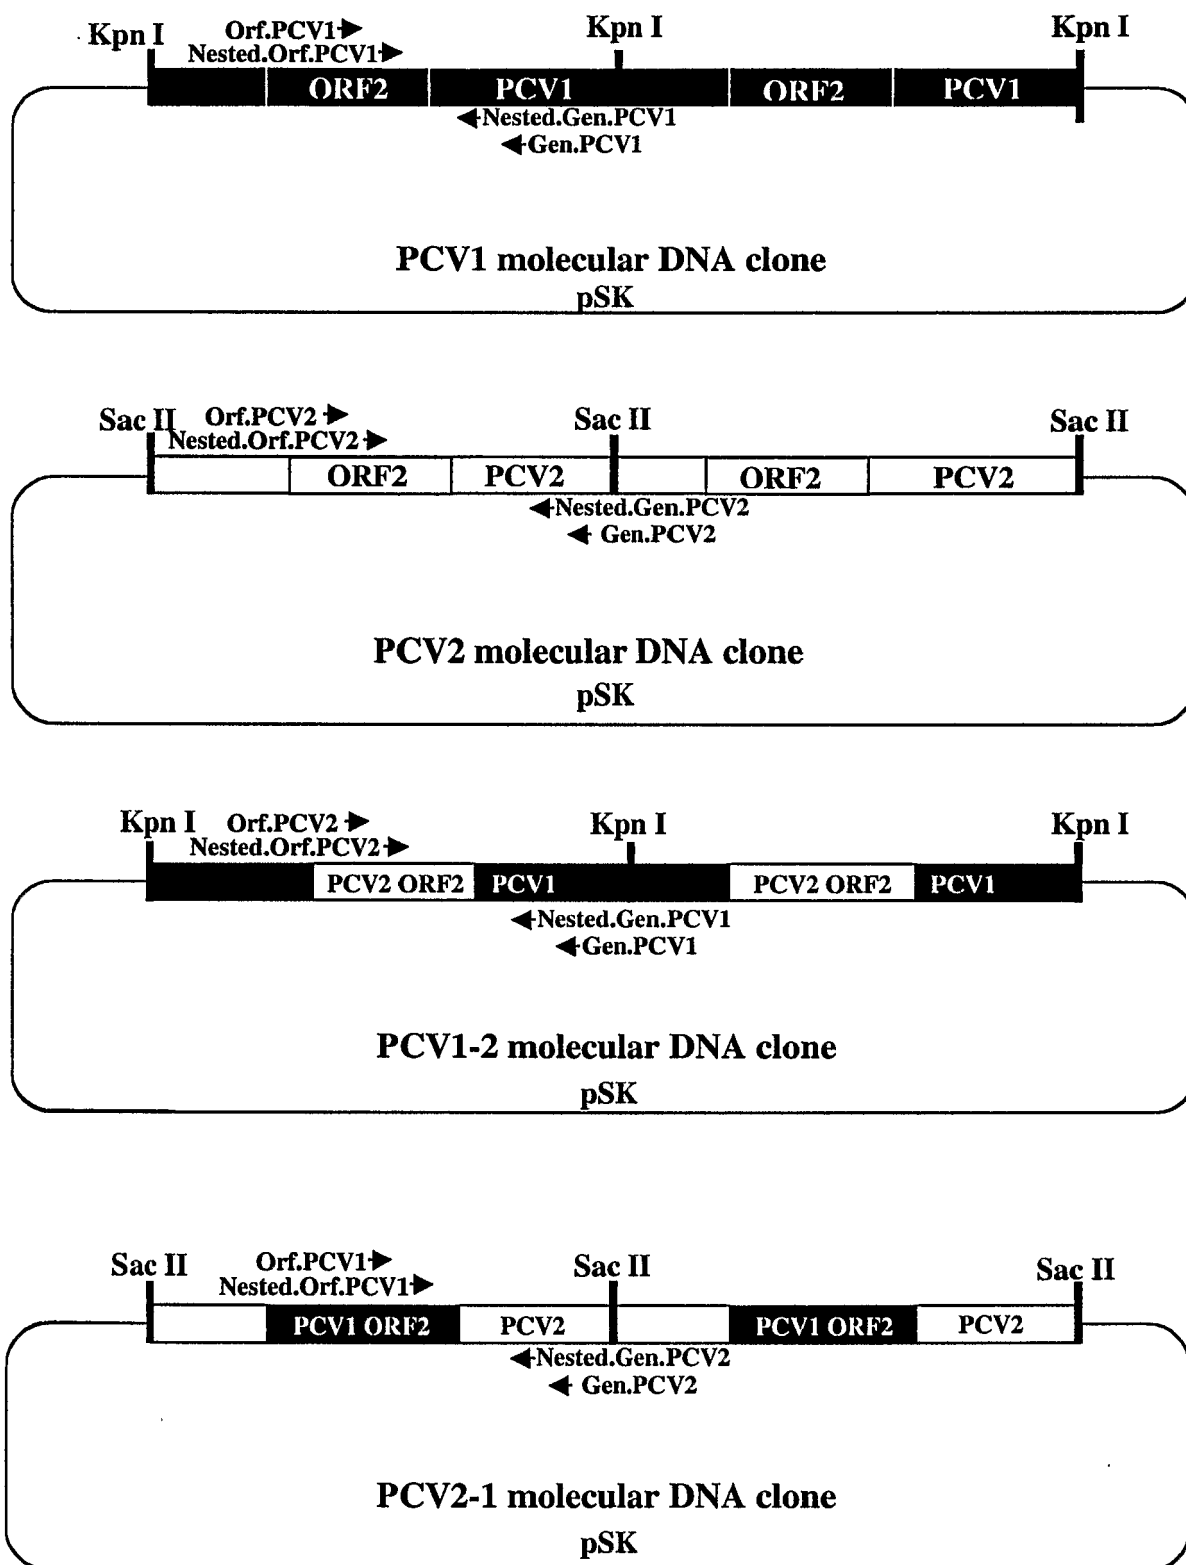 Kpn I Orf.PCV1 Kpn I Kpn I
Nested.Orf.PCV1
ORF2 PCV1 ORF2 PCV1
Nested.Gen.PCV1
Gen.PCV1
PCV1 molecular DNA clone
pSK
Sac II Orf.PCV2 Sac II Sac II
Nested.Orf.PCV2
ORF2 PCV2 ORF2 PCV2
Nested.Gen.PCV2
Gen.PCV2
PCV2 molecular DNA clone
pSK
Kpn I Orf.PCV2 Kpn I Kpn I
Nested.Orf.PCV2
PCV2 ORF2 PCV1 PCV2 ORF2 PCV1
Nested.Gen.PCV1
Gen.PCV1
PCV1-2 molecular DNA clone
pSK
Sac II Orf.PCV1 Sac II Sac II
Nested.Orf.PCV1
PCV1 ORF2 PCV2 PCV1 ORF2 PCV2
Nested.Gen.PCV2
Gen.PCV2
PCV2-1 molecular DNA clone
pSK